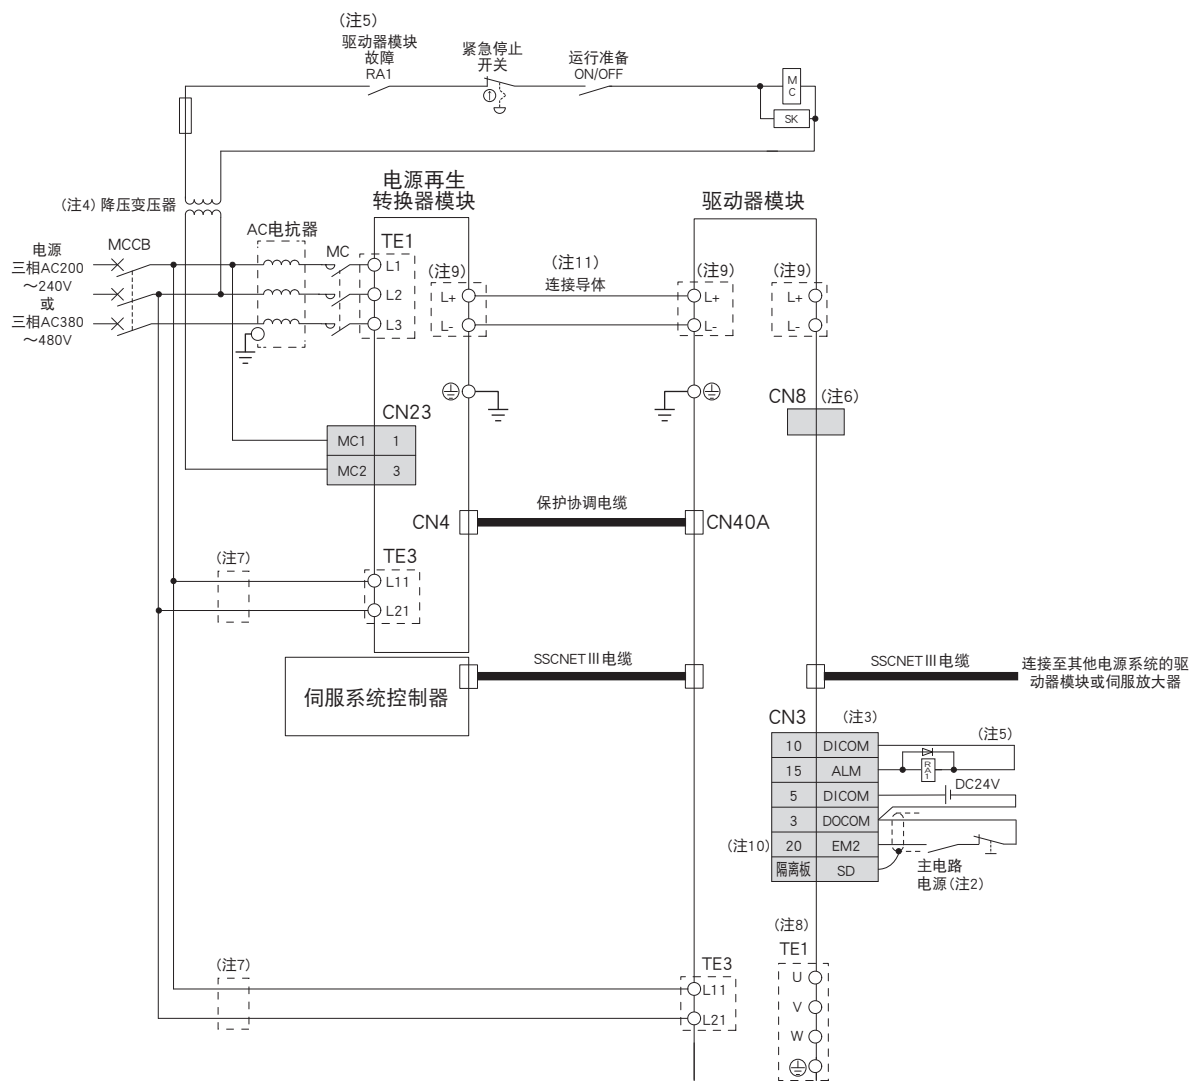 (注5)
驱动器模块
故障
RA1
紧急停止
开关
运行准备
ON/OFF
MC
SK
(注4) 降压变压器
电源再生
转换器模块
驱动器模块
AC电抗器
MCCB
MC
TE1
电源
三相AC200
～240V
或
三相AC380
～480V
L1
L2
L3
(注9)
L+
L-
(注11)
连接导体
(注9)
L+
L-
(注9)
L+
L-
CN8 (注6)
CN23
MC1 1
MC2 3
CN4
保护协调电缆
CN40A
(注7)
TE3
L11
L21
伺服系统控制器
SSCNETⅢ电缆
SSCNETⅢ电缆
连接至其他电源系统的驱
动器模块或伺服放大器
CN3
(注3)
(注5)
10 DICOM
15 ALM
RA1
5 DICOM
DC24V
3 DOCOM
(注10) 20 EM2
隔离板 SD
主电路
电源(注2)
(注8)
TE1
U
V
W
(注7)
TE3
L11
L21